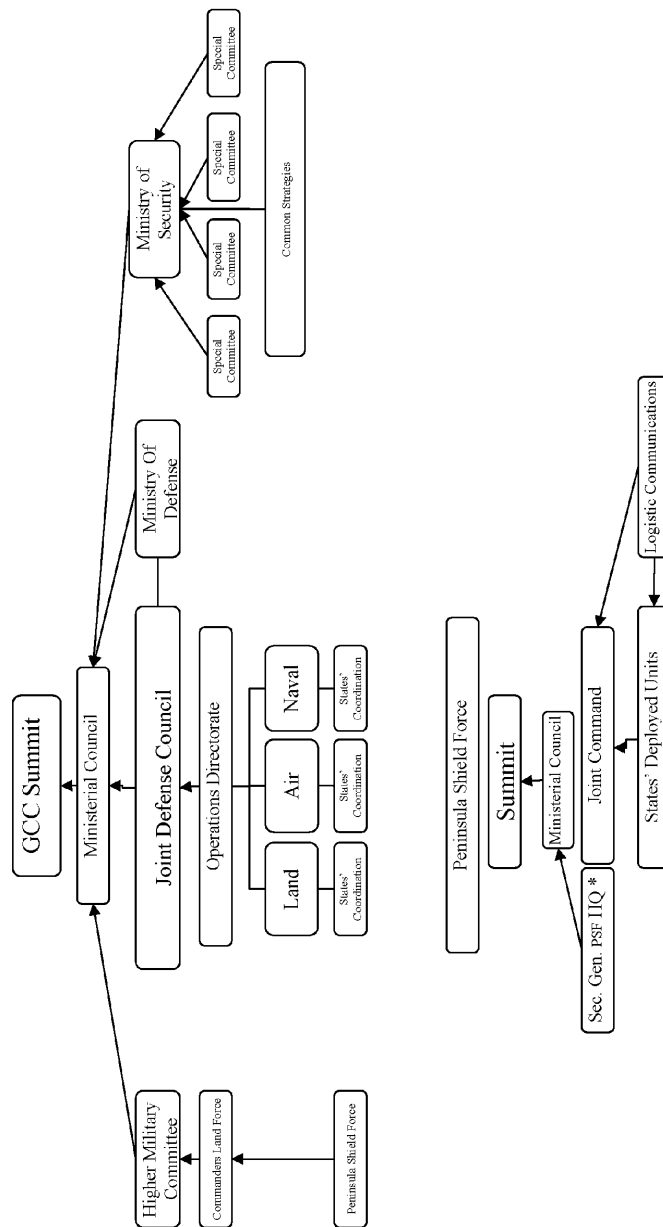 GCC Summit
Ministerial Council
Higher Military
Committee
Joint Defense Council
Ministry Of
Defense
Ministry of
Security
Commanders Land Force
Operations Directorate
Special
Committee
Special
Committee
Special
Committee
Special
Committee
Land
Air
Naval
Common Strategies
Peninsula Shield Force
States'
Coordination
States'
Coordination
States'
Coordination
Peninsula Shield Force
Summit
Ministerial Council
Sec. Gen. PSF HQ *
Joint Command
States' Deployed Units
Logistic Communications